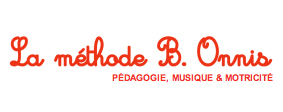 La méthode B. Onnis
PÉDAGOGIE, MUSIQUE & MOTRICITÉ